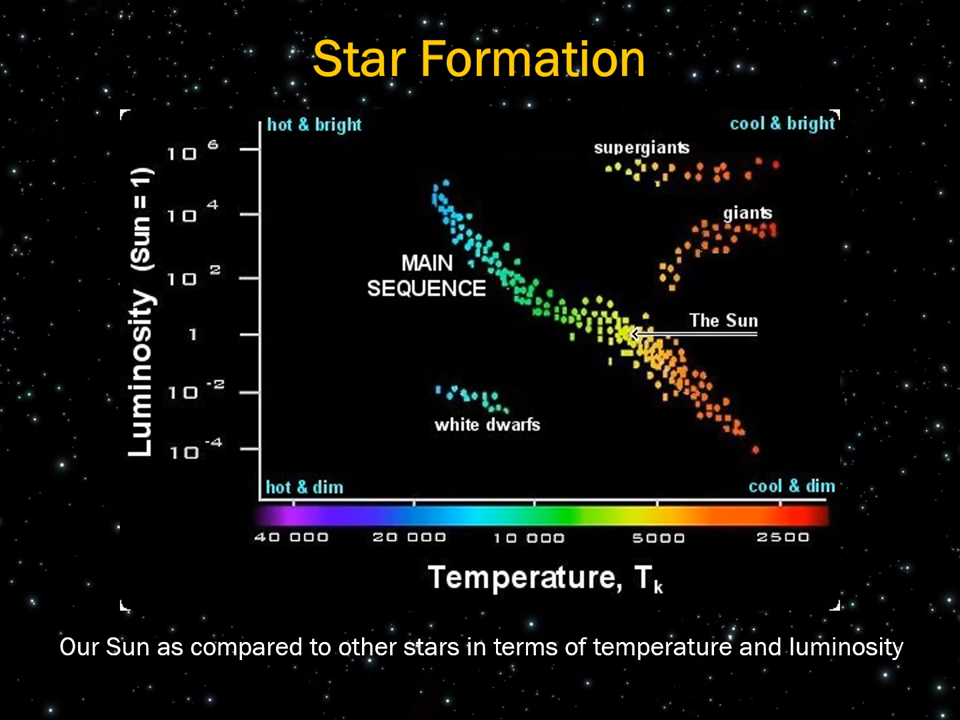 Star Formation
hot & bright
cool & bright
supergiants
giants
MAIN
SEQUENCE
The Sun
white dwarfs
hot & dim
cool & dim
Luminosity (Sun = 1)
10 6
10 4
10 2
1
10 -2
10 -4
40 000 20 000 10 000 5000 2500
Temperature, Tk
Our Sun as compared to other stars in terms of temperature and luminosity